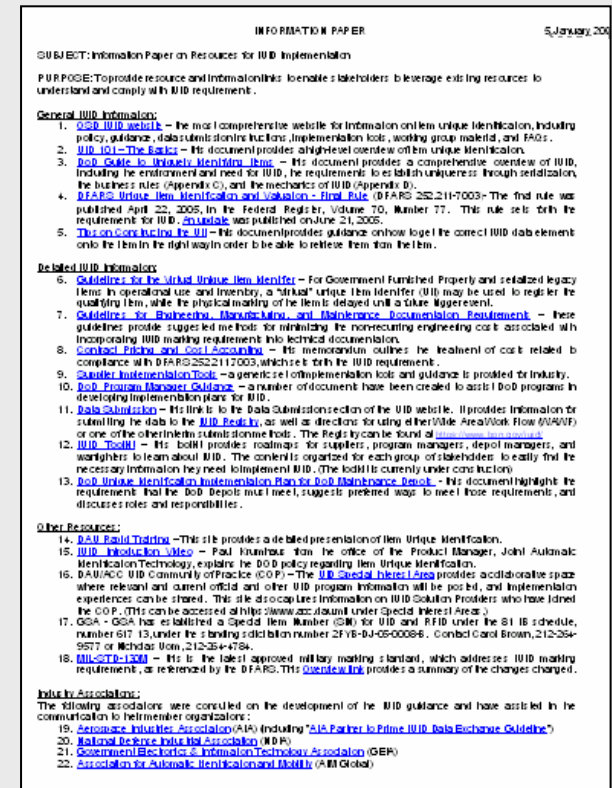 INFORMATION PAPER
5 January 200
SUBJECT: Information Paper on Resources for IUID Implementation
PURPOSE: To provide resource and information links to enable stakeholders to leverage existing resources to
understand and comply with IUID requirements.
General IUID Information:
1. OSD IUID website – the most comprehensive website for information on item unique identification, including
policy, guidance, data submission instructions, implementation tools, working group material, and FAQs.
2. UID 101 – The Basics – this document provides a high-level overview of item unique identification.
3. DoD Guide to Uniquely Identifying Items – this document provides a comprehensive overview of IUID,
including the environment and need for IUID, the requirements to establish uniqueness through serialization,
the business rules (Appendix C), and the mechanics of IUID (Appendix D).
4. DFARS Unique Item Identification and Valuation - Final Rule (DFARS 252.211-7003)- The final rule was
published April 22, 2005, in the Federal Register, Volume 70, Number 77. This rule sets forth the
requirements for IUID. An update was published on June 21, 2005.
5. Tips on Constructing the UII – this document provides guidance on how to get the correct IUID data elements
onto the item in the right way in order to be able to retrieve them from the item.
Detailed IUID Information:
6. Guidelines for the Virtual Unique Item Identifier – For Government Furnished Property and serialized legacy
items in operational use and inventory, a "virtual" unique item identifier (UII) may be used to register the
qualifying item, while the physical marking of the item is delayed until a future trigger event.
7. Guidelines for Engineering, Manufacturing, and Maintenance Documentation Requirements – these
guidelines provide suggested methods for minimizing the non-recurring engineering costs associated with
incorporating IUID marking requirements into technical documentation.
8. Contract Pricing and Cost Accounting – this memorandum outlines the treatment of costs related to
compliance with DFARS 252.211 7003, which sets forth the IUID requirements.
9. Supplier Implementation Tools – a generic set of implementation tools and guidance is provided for industry.
10. DoD Program Manager Guidance – a number of documents have been created to assist DoD programs in
developing implementation plans for IUID.
11. Data Submission – this link is to the Data Submission section of the UID website. It provides information for
submitting the data to the IUID Registry, as well as directions for using either Wide Area Work Flow (WAWF)
or one of the other interim submission methods. The Registry can be found at https://www.bpn.gov/iuid/
12. IUID Toolkit – this toolkit provides roadmaps for suppliers, program managers, depot managers, and
warfighters to learn about IUID. The content is organized for each group of stakeholders to easily find the
necessary information they need to implement IUID. (The toolkit is currently under construction)
13. DoD Unique Identification Implementation Plan for DoD Maintenance Depots - this document highlights the
requirements that the DoD Depots must meet, suggests preferred ways to meet those requirements, and
discusses roles and responsibilities.
Other Resources:
14. DAU Rapid Training – This site provides a detailed presentation of Item Unique Identification.
15. IUID Introduction Video – Paul Krumhaus from the office of the Product Manager, Joint Automatic
Identification Technology, explains the DOD policy regarding Item Unique Identification.
16. DAU/ACC UID Community of Practice (COP) – The UID Special Interest Area provides a collaborative space
where relevant and current official and other UID program information will be posted, and implementation
experiences can be shared. This site also captures information on IUID Solution Providers who have joined
the COP. (This can be accessed at https://www.acc.dau.mil under Special Interest Areas.)
17. GSA - GSA has established a Special Item Number (SIN) for UID and RFID under the 81 IB schedule,
number 617 13, under the standing solicitation number 2FYB-DJ-05-0008-B. Contact Carol Brown, 212-264-
9577 or Nicholas Uom, 212-264-4784.
18. MIL-STD-130M – this is the latest approved military marking standard, which addresses IUID marking
requirements, as referenced by the DFARS. This Overview link provides a summary of the changes changed.
Industry Associations:
The following associations were consulted on the development of the IUID guidance and have assisted in the
communication to their member organizations:
19. Aerospace Industries Association (AIA) (including "AIA Partner to Prime IUID Data Exchange Guideline")
20. National Defense Industrial Association (NDIA)
21. Government Electronics & Information Technology Association (GEIA)
22. Association for Automatic Identification and Mobility (AIM Global)